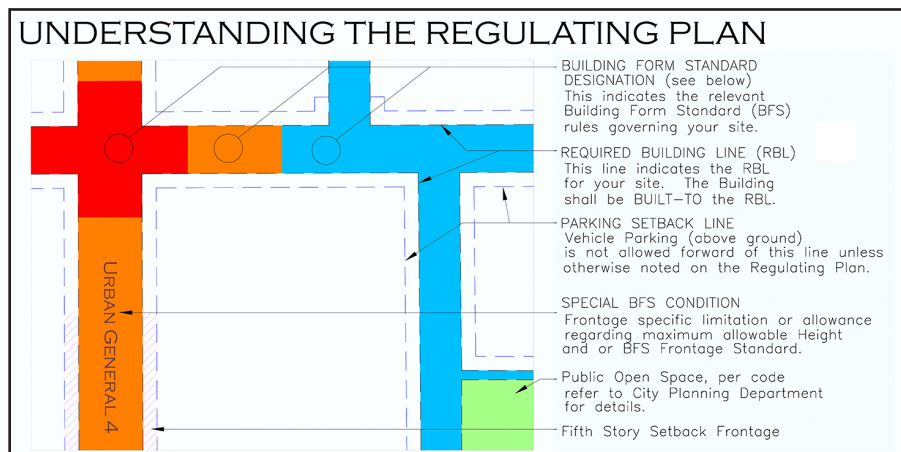 UNDERSTANDING THE REGULATING PLAN
BUILDING FORM STANDARD
DESIGNATION (see below)
This indicates the relevant
Building Form Standard (BFS)
rules governing your site.
REQUIRED BUILDING LINE (RBL)
This line indicates the RBL
for your site. The Building
shall be BUILT-TO the RBL.
PARKING SETBACK LINE
Vehicle Parking (above ground)
is not allowed forward of this line unless
otherwise noted on the Regulating Plan.
SPECIAL BFS CONDITION
Frontage specific limitation or allowance
regarding maximum allowable Height
and or BFS Frontage Standard.
Public Open Space, per code
refer to City Planning Department
for details.
Fifth Story Setback Frontage
URBAN GENERAL 4